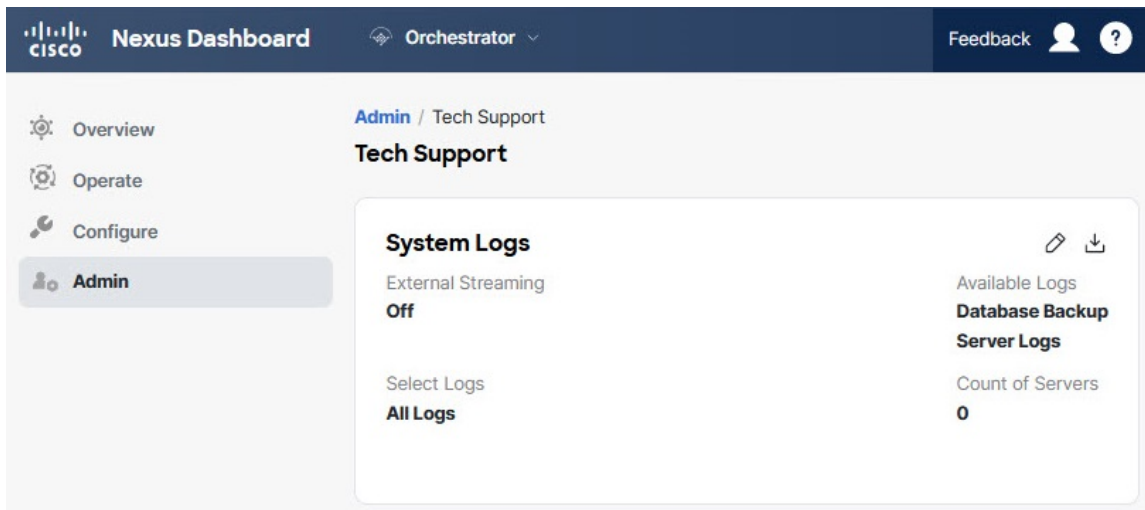 CISCO Nexus Dashboard Orchestrator Feedback ?
Overview
Operate
Configure
Admin
Admin / Tech Support
Tech Support
System Logs
External Streaming
Off
Available Logs
Database Backup
Server Logs
Select Logs
All Logs
Count of Servers
0